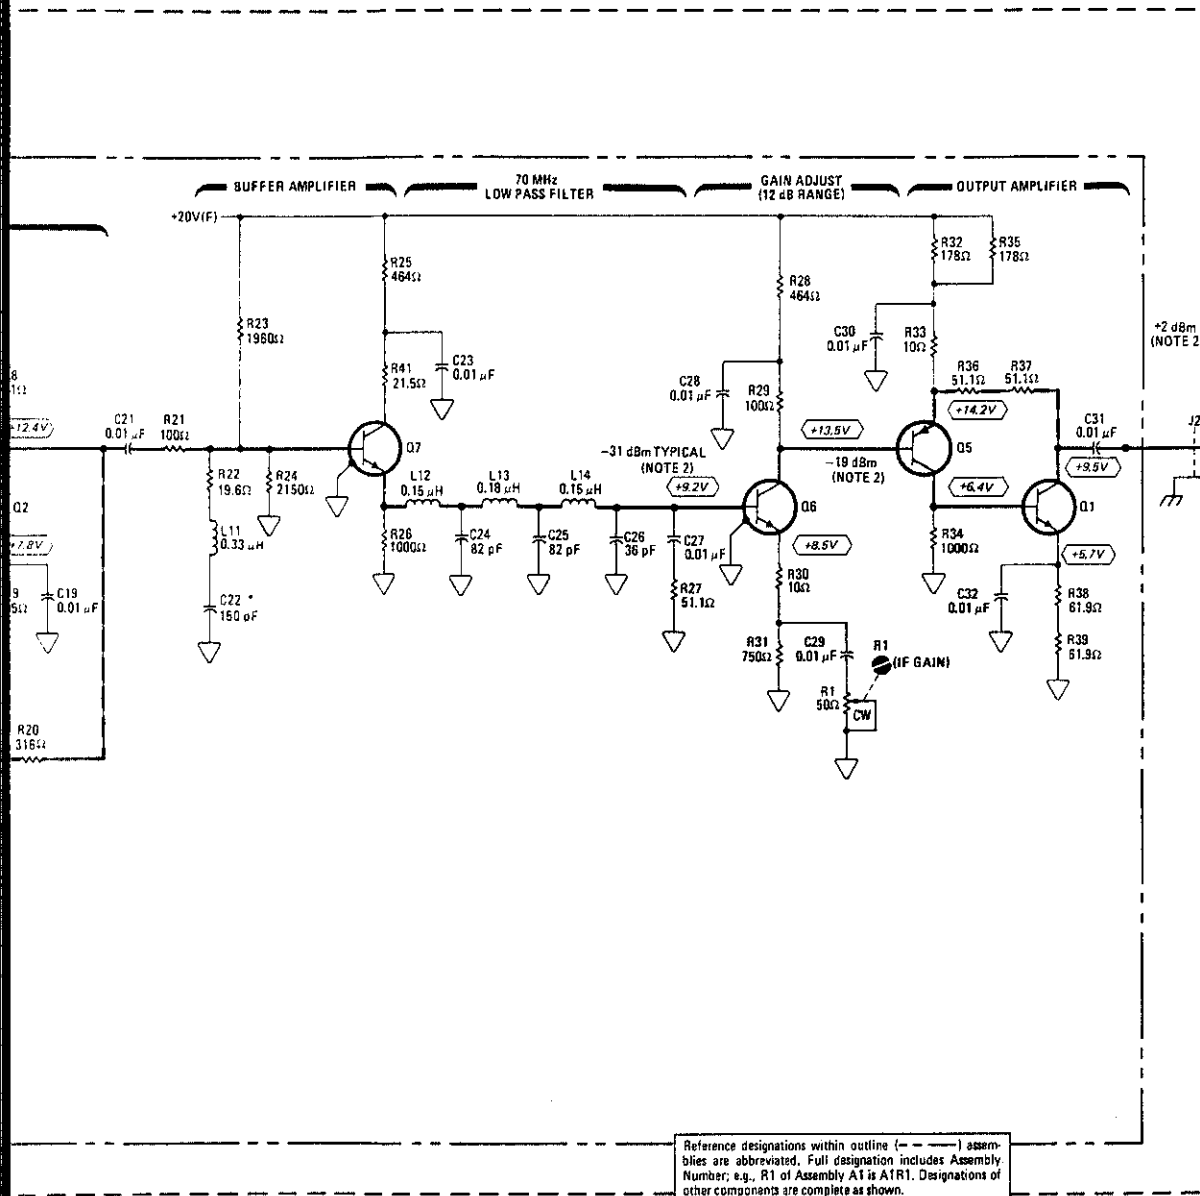 BUFFER AMPLIFIER
70 MHz
LOW PASS FILTER
GAIN ADJUST
(12 dB RANGE)
OUTPUT AMPLIFIER
+20V(F)
R25
464Ω
R23
1960Ω
R41
21.5Ω
C23
0.01 μF
R28
464Ω
R32
178Ω
R35
178Ω
C30
0.01 μF
R33
10Ω
+2 dBm
(NOTE 2
R36
51.1Ω
R37
51.1Ω
C28
0.01 μF
R29
100Ω
+14.2V
+12.4V
C21
0.01 μF
R21
100Ω
+13.5V
C31
0.01 μF
J2
Q7
Q5
-31 dBm TYPICAL
(NOTE 2)
-19 dBm
(NOTE 2)
+9.5V
R22
19.6Ω
R24
2150Ω
L12
0.15 μH
L13
0.18 μH
L14
0.15 μH
+9.2V
+6.4V
Q2
Q6
Q1
L11
0.33 μH
R26
1000Ω
C24
82 pF
C25
82 pF
C26
36 pF
C27
0.01 μF
+7.8V
+8.5V
R34
1000Ω
+5.7V
C19
0.01 μF
C22 *
150 pF
R27
51.1Ω
R30
10Ω
C32
0.01 μF
R38
61.9Ω
R31
750Ω
C29
0.01 μF
R1
(IF GAIN)
R39
61.9Ω
R1
50Ω
CW
R20
316Ω
Reference designations within outline (– – ——) assem-
blies are abbreviated. Full designation includes Assembly
Number; e.g., R1 of Assembly A1 is A1R1. Designations of
other components are complete as shown.